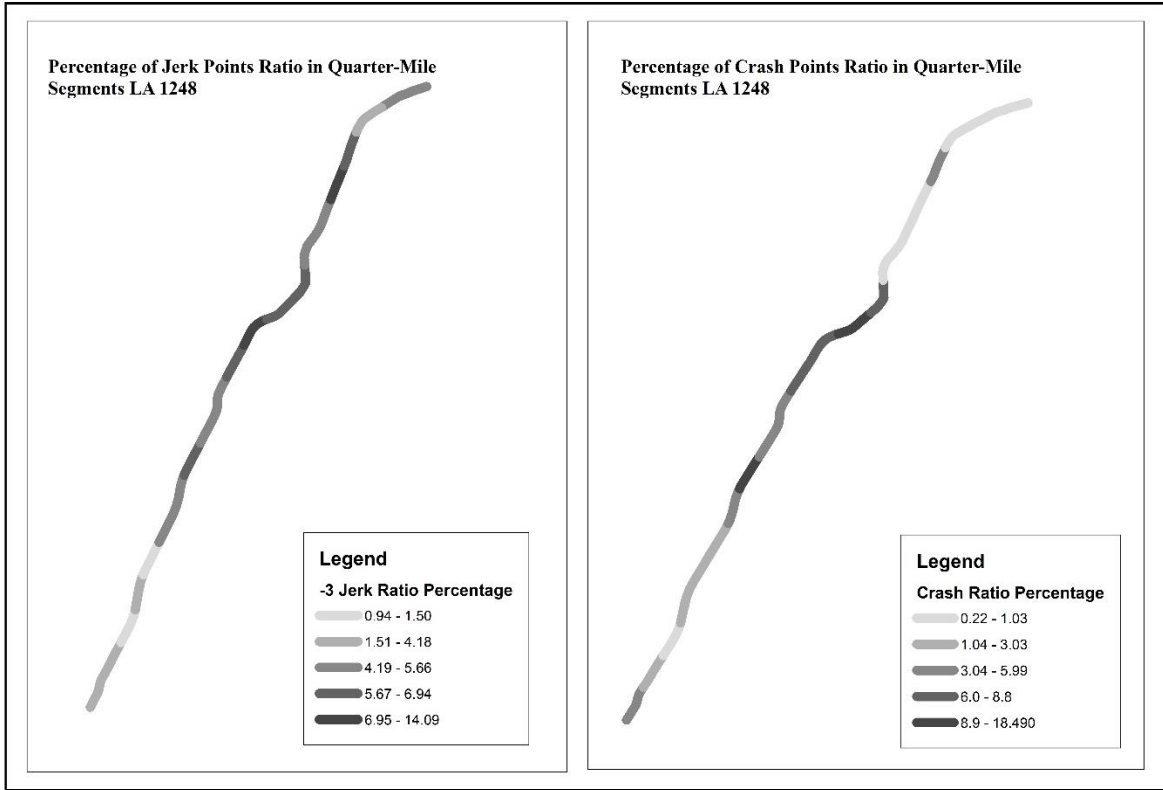 Percentage of Jerk Points Ratio in Quarter-Mile
Segments LA 1248
Legend
-3 Jerk Ratio Percentage
0.94 - 1.50
1.51 - 4.18
4.19 - 5.66
5.67 - 6.94
6.95 - 14.09
Percentage of Crash Points Ratio in Quarter-Mile
Segments LA 1248
Legend
Crash Ratio Percentage
0.22 - 1.03
1.04 - 3.03
3.04 - 5.99
6.0 - 8.8
8.9 - 18.490